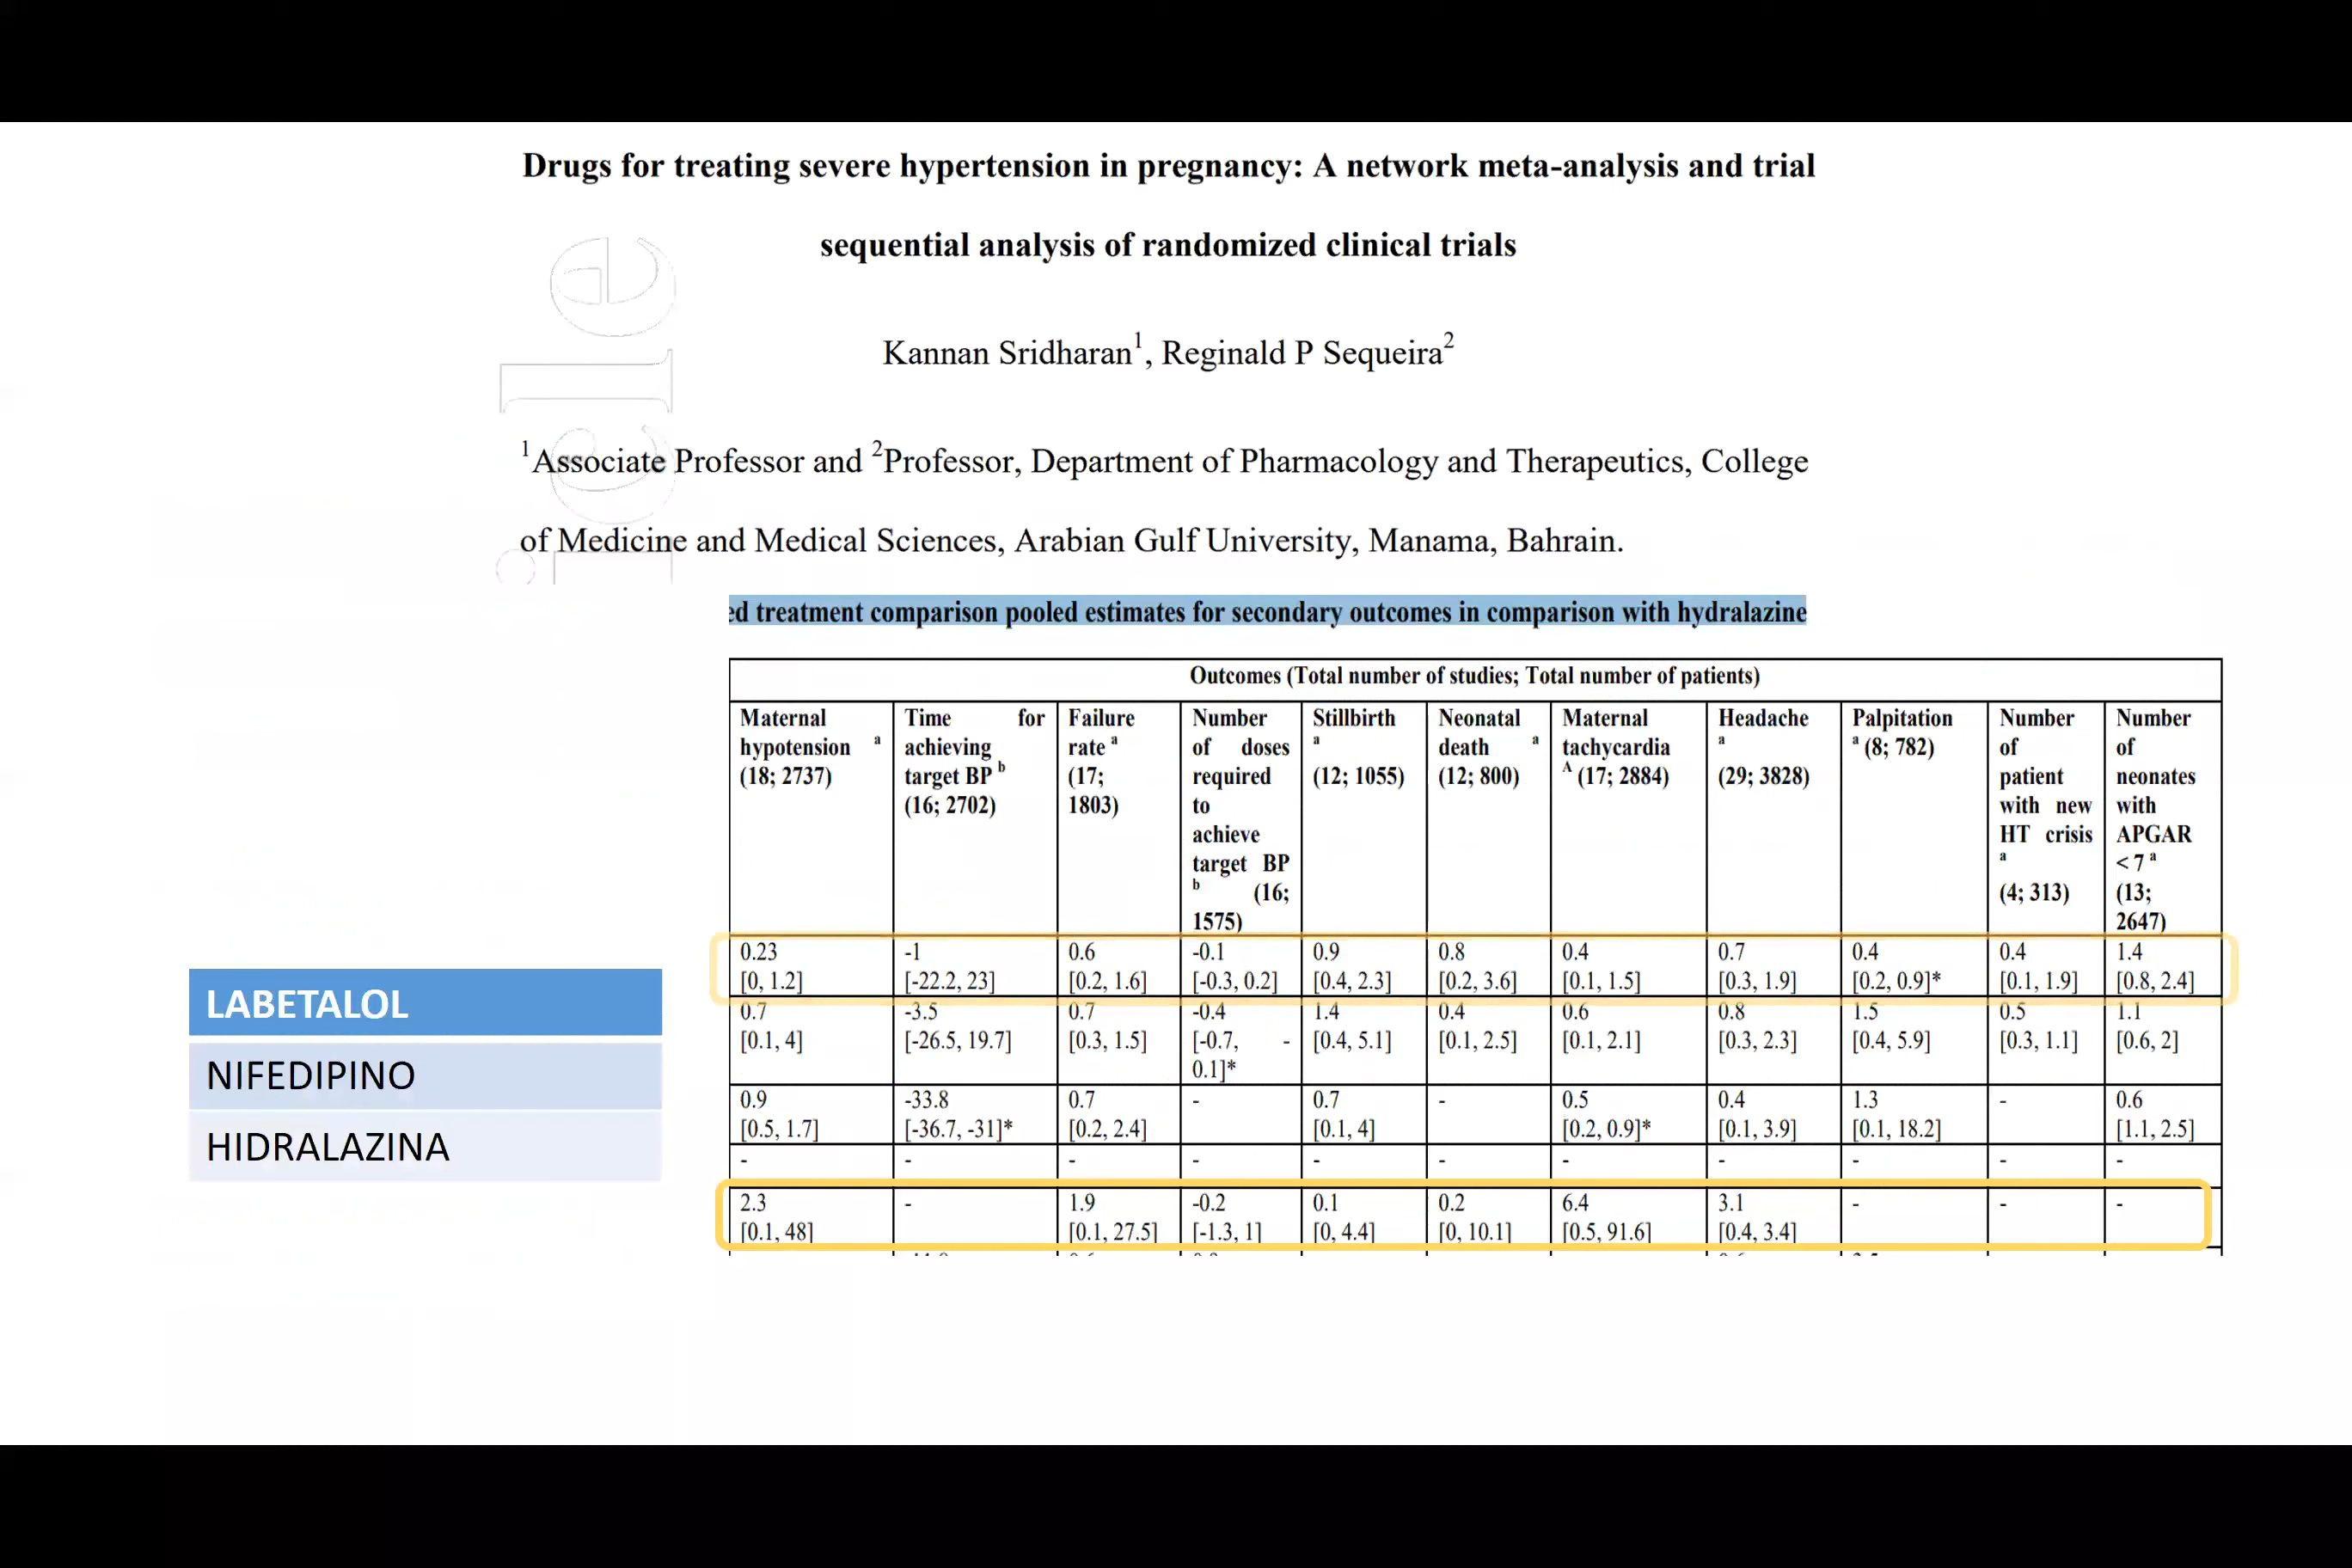 Drugs for treating severe hypertension in pregnancy: A network meta-analysis and trial
sequential analysis of randomized clinical trials
Kannan Sridharan1, Reginald P Sequeira2
1Associate Professor and 2Professor, Department of Pharmacology and Therapeutics, College
of Medicine and Medical Sciences, Arabian Gulf University, Manama, Bahrain.
icle
ed treatment comparison pooled estimates for secondary outcomes in comparison with hydralazine
Outcomes (Total number of studies; Total number of patients)
Maternal
hypotension a
(18; 2737)
Time for
achieving
target BP b
(16; 2702)
Failure
rate a
(17;
1803)
Number
of doses
required
to
achieve
target BP
b (16;
1575)
Stillbirth
a
(12; 1055)
Neonatal
death a
(12; 800)
Maternal
tachycardia
A (17; 2884)
Headache
a
(29; 3828)
Palpitation
a (8; 782)
Number
of
patient
with new
HT crisis
a
(4; 313)
Number
of
neonates
with
APGAR
< 7 a
(13;
2647)
0.23 -1 0.6 -0.1 0.9 0.8 0.4 0.7 0.4 0.4 1.4
[0, 1.2] [-22.2, 23] [0.2, 1.6] [-0.3, 0.2] [0.4, 2.3] [0.2, 3.6] [0.1, 1.5] [0.3, 1.9] [0.2, 0.9]* [0.1, 1.9] [0.8, 2.4]
0.7 -3.5 0.7 -0.4 1.4 0.4 0.6 0.8 1.5 0.5 1.1
[0.1, 4] [-26.5, 19.7] [0.3, 1.5] [-0.7, - [0.4, 5.1] [0.1, 2.5] [0.1, 2.1] [0.3, 2.3] [0.4, 5.9] [0.3, 1.1] [0.6, 2]
0.1]*
0.9 -33.8 0.7 - 0.7 - 0.5 0.4 1.3 - 0.6
[0.5, 1.7] [-36.7, -31]* [0.2, 2.4] [0.1, 4] [0.2, 0.9]* [0.1, 3.9] [0.1, 18.2] [1.1, 2.5]
- - - - - - - - - - -
2.3 - 1.9 -0.2 0.1 0.2 6.4 3.1 - - -
[0.1, 48] [0.1, 27.5] [-1.3, 1] [0, 4.4] [0, 10.1] [0.5, 91.6] [0.4, 3.4]
LABETALOL
NIFEDIPINO
HIDRALAZINA